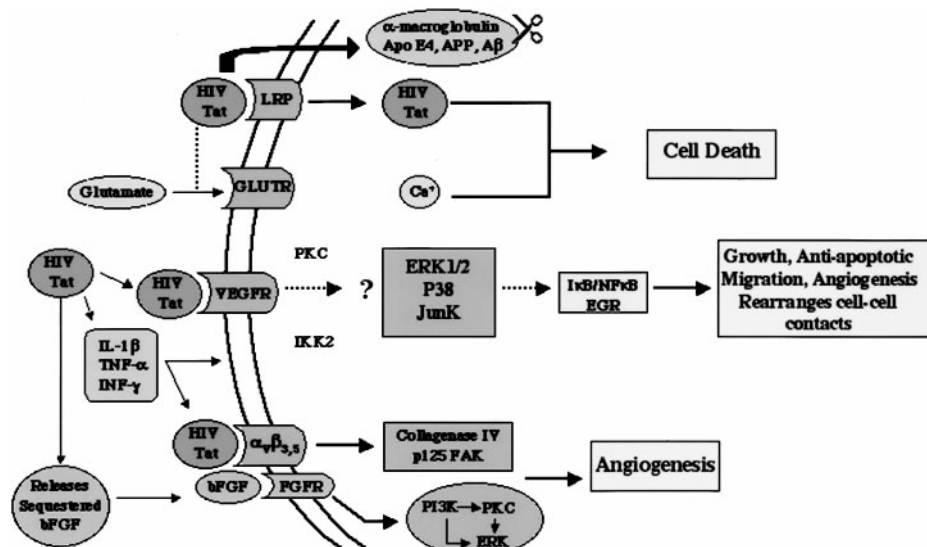 α-macroglobulin
Apo E4, APP, Aβ
HIV
Tat
LRP
HIV
Tat
Cell Death
Glutamate
GLUTR
Ca⁺
HIV
Tat
HIV
Tat
VEGFR
PKC
?
IKK2
ERK1/2
P38
JunK
IκB/NFκB
EGR
Growth, Anti-apoptotic
Migration, Angiogenesis
Rearranges cell-cell
contacts
IL-1β
TNF-α
INF-γ
HIV
Tat
αᵥβ₃,₅
Collagenase IV
p125 FAK
Angiogenesis
Releases
Sequestered
bFGF
bFGF
FGFR
PI3K
PKC
ERK